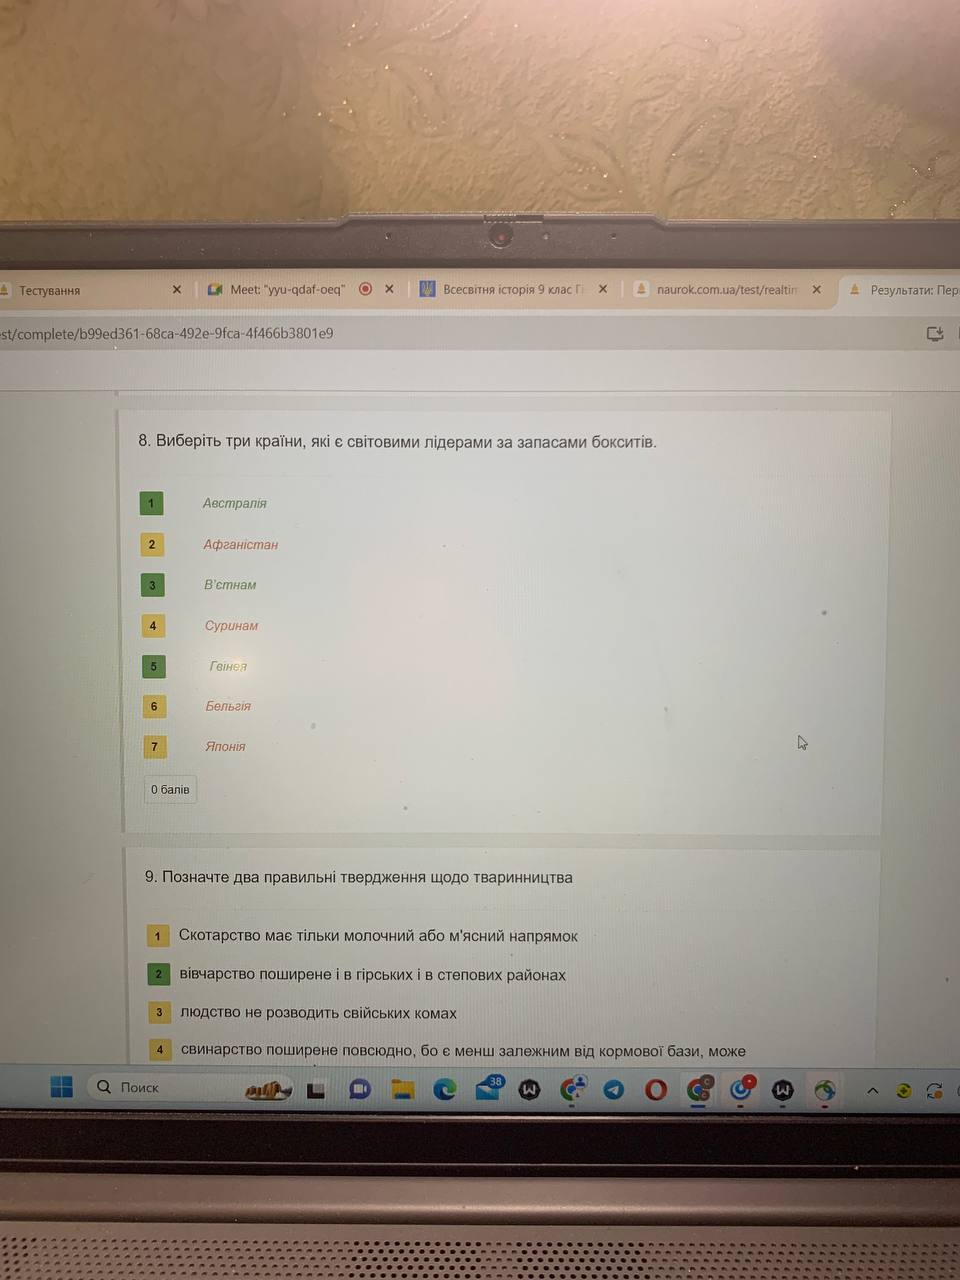 Тестування
Meet: "yyu-qdaf-oeq"
Всесвітня історія 9 клас Гі
naurok.com.ua/test/realtim
Результати: Пер
st/complete/b99ed361-68ca-492e-9fca-4f466b3801e9
8. Виберіть три країни, які є світовими лідерами за запасами бокситів.
1 Австралія
2 Афганістан
3 В'єтнам
4 Суринам
5 Гвінея
6 Бельгія
7 Японія
0 балів
9. Позначте два правильні твердження щодо тваринництва
1 Скотарство має тільки молочний або м'ясний напрямок
2 вівчарство поширене і в гірських і в степових районах
3 людство не розводить свійських комах
4 свинарство поширене повсюдно, бо є менш залежним від кормової бази, може
Поиск
38